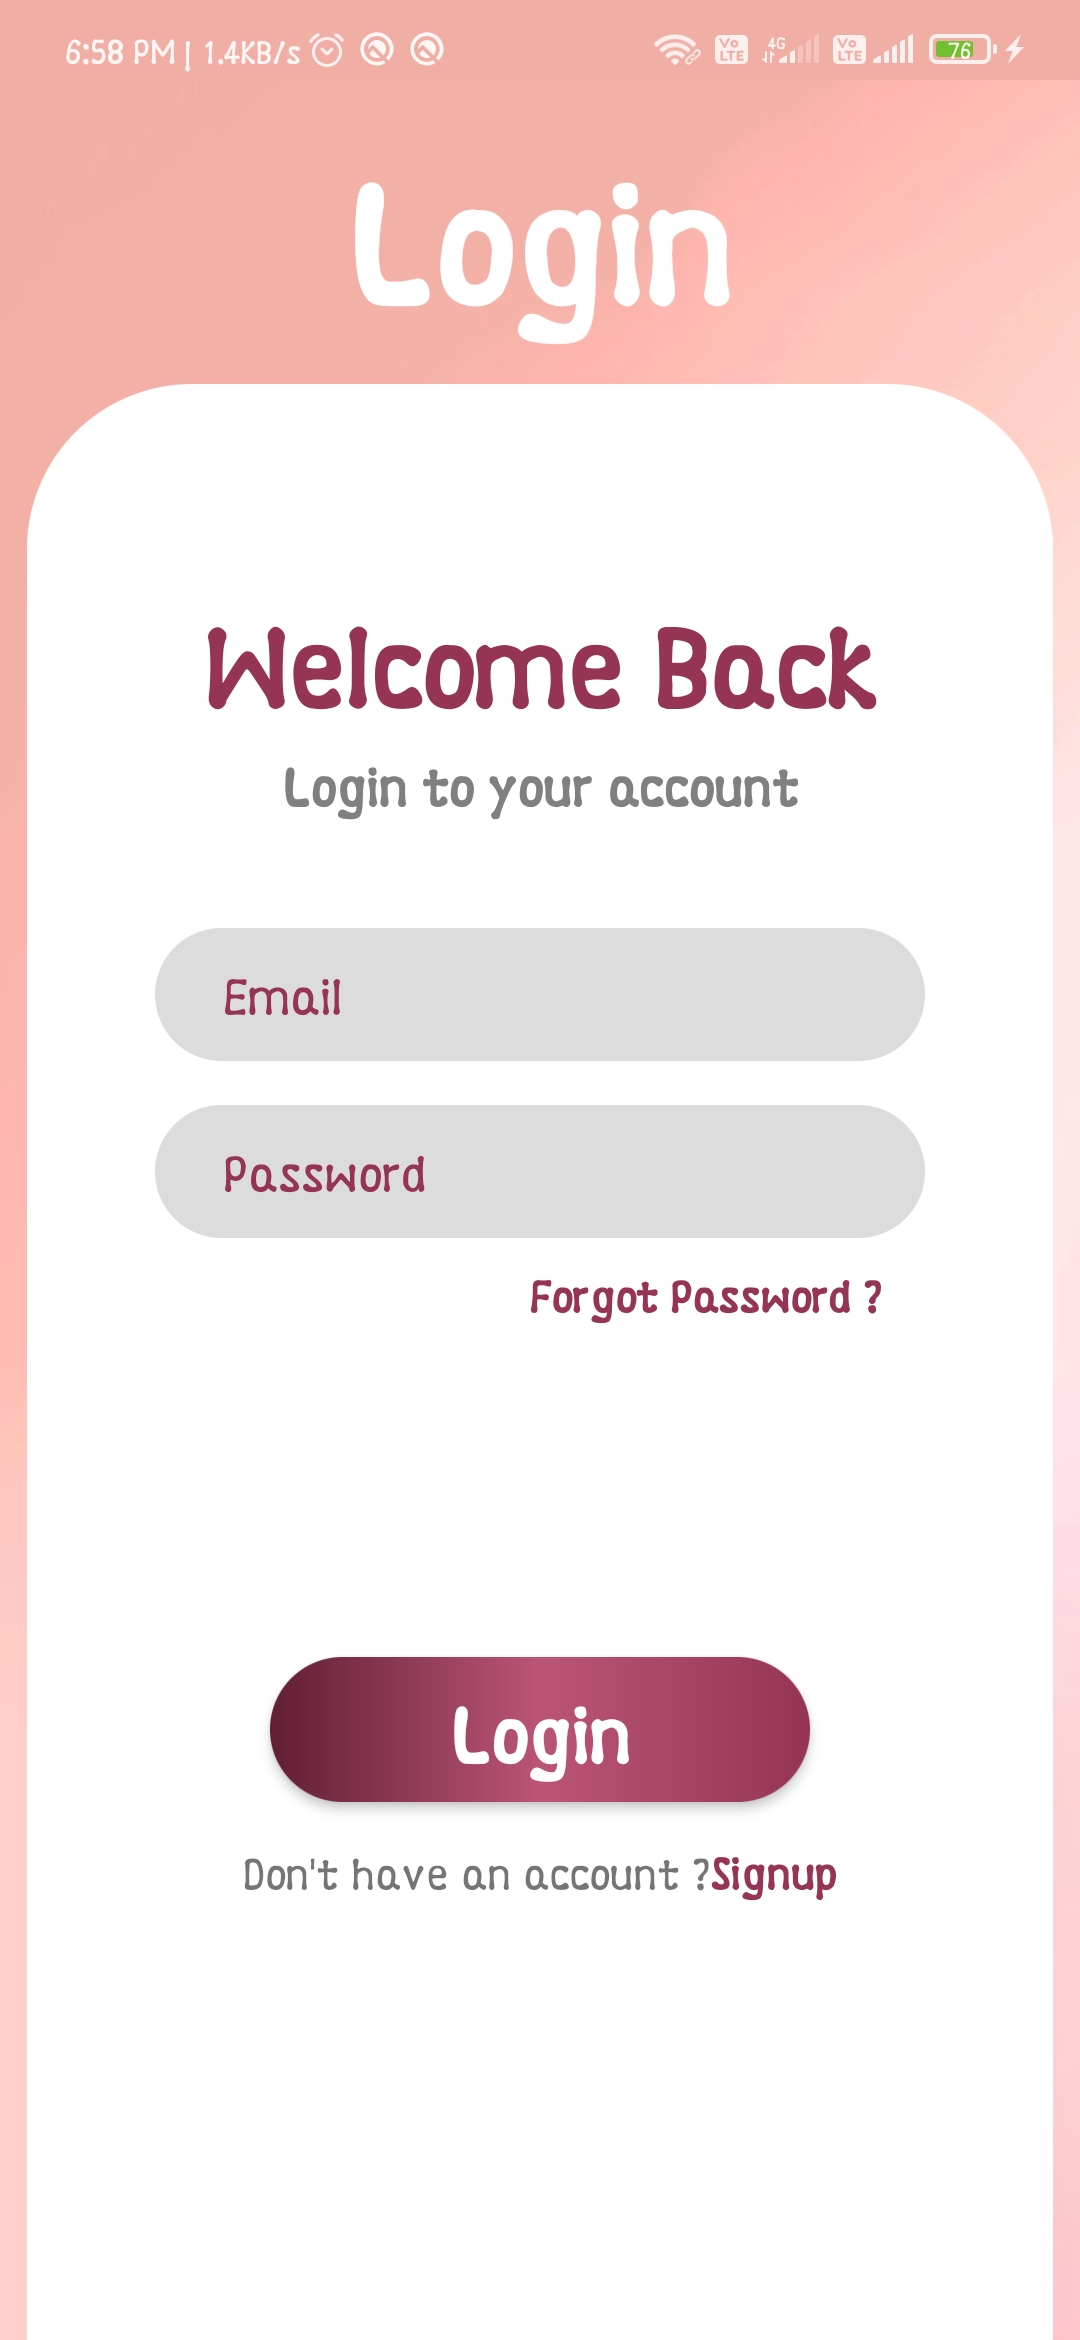 6:58 PM | 1.4KB/s Vo LTE 4G Vo LTE 76
Login
Welcome Back
Login to your account
Email
Password
Forgot Password ?
Login
Don't have an account ?Signup